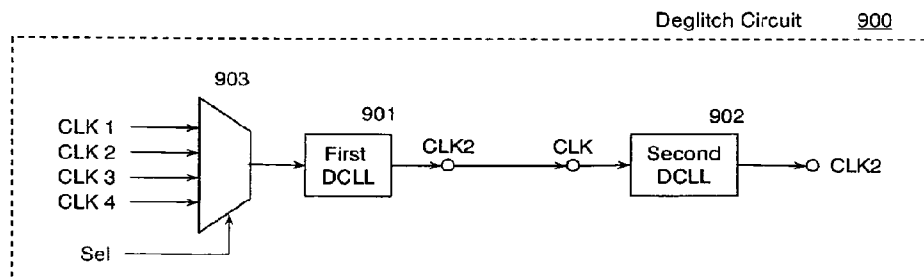 Deglitch Circuit 900
903
CLK 1
CLK 2
CLK 3
CLK 4
Sel
901
First
DCLL
CLK2
CLK
902
Second
DCLL
CLK2